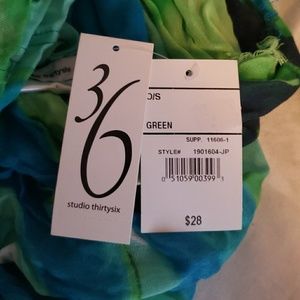 36
studio thirtysix
O/S
GREEN
SUPP. 11606-1
STYLE# 1901604-JP
0 51059 00399 1
$28